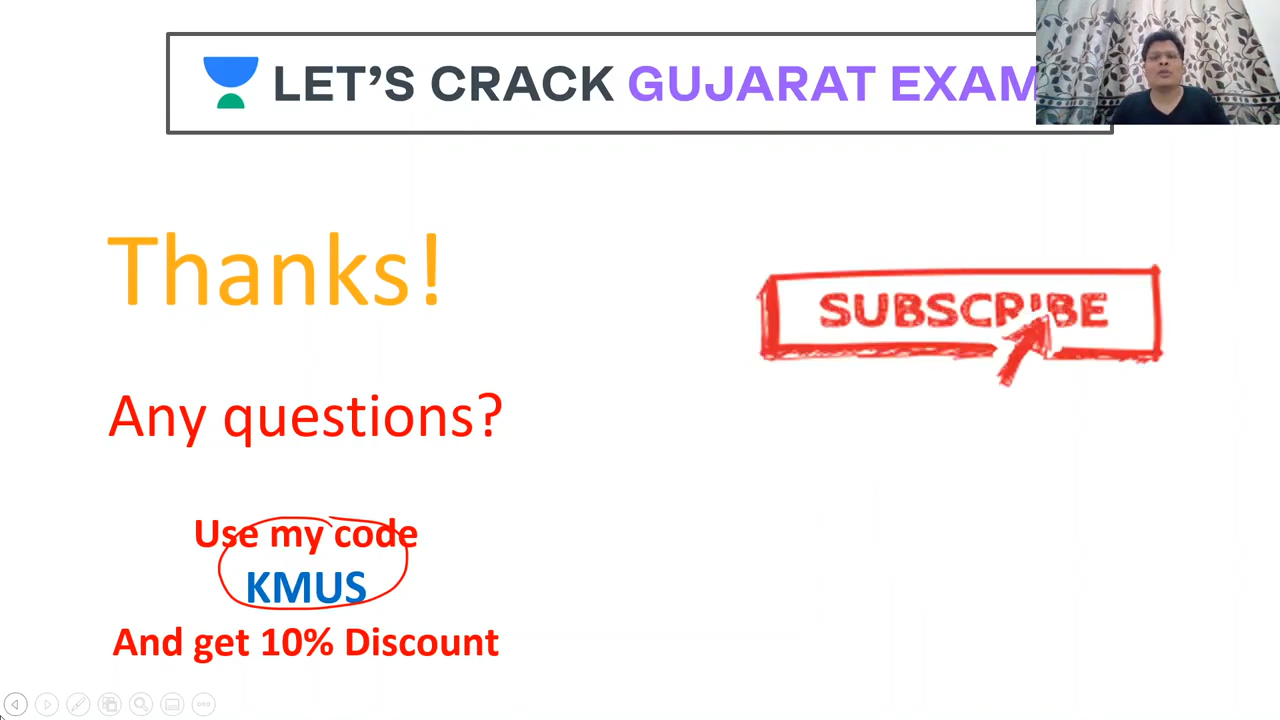 LET'S CRACK GUJARAT EXAM
Thanks!
SUBSCRIBE
Any questions?
Use my code
KMUS
And get 10% Discount